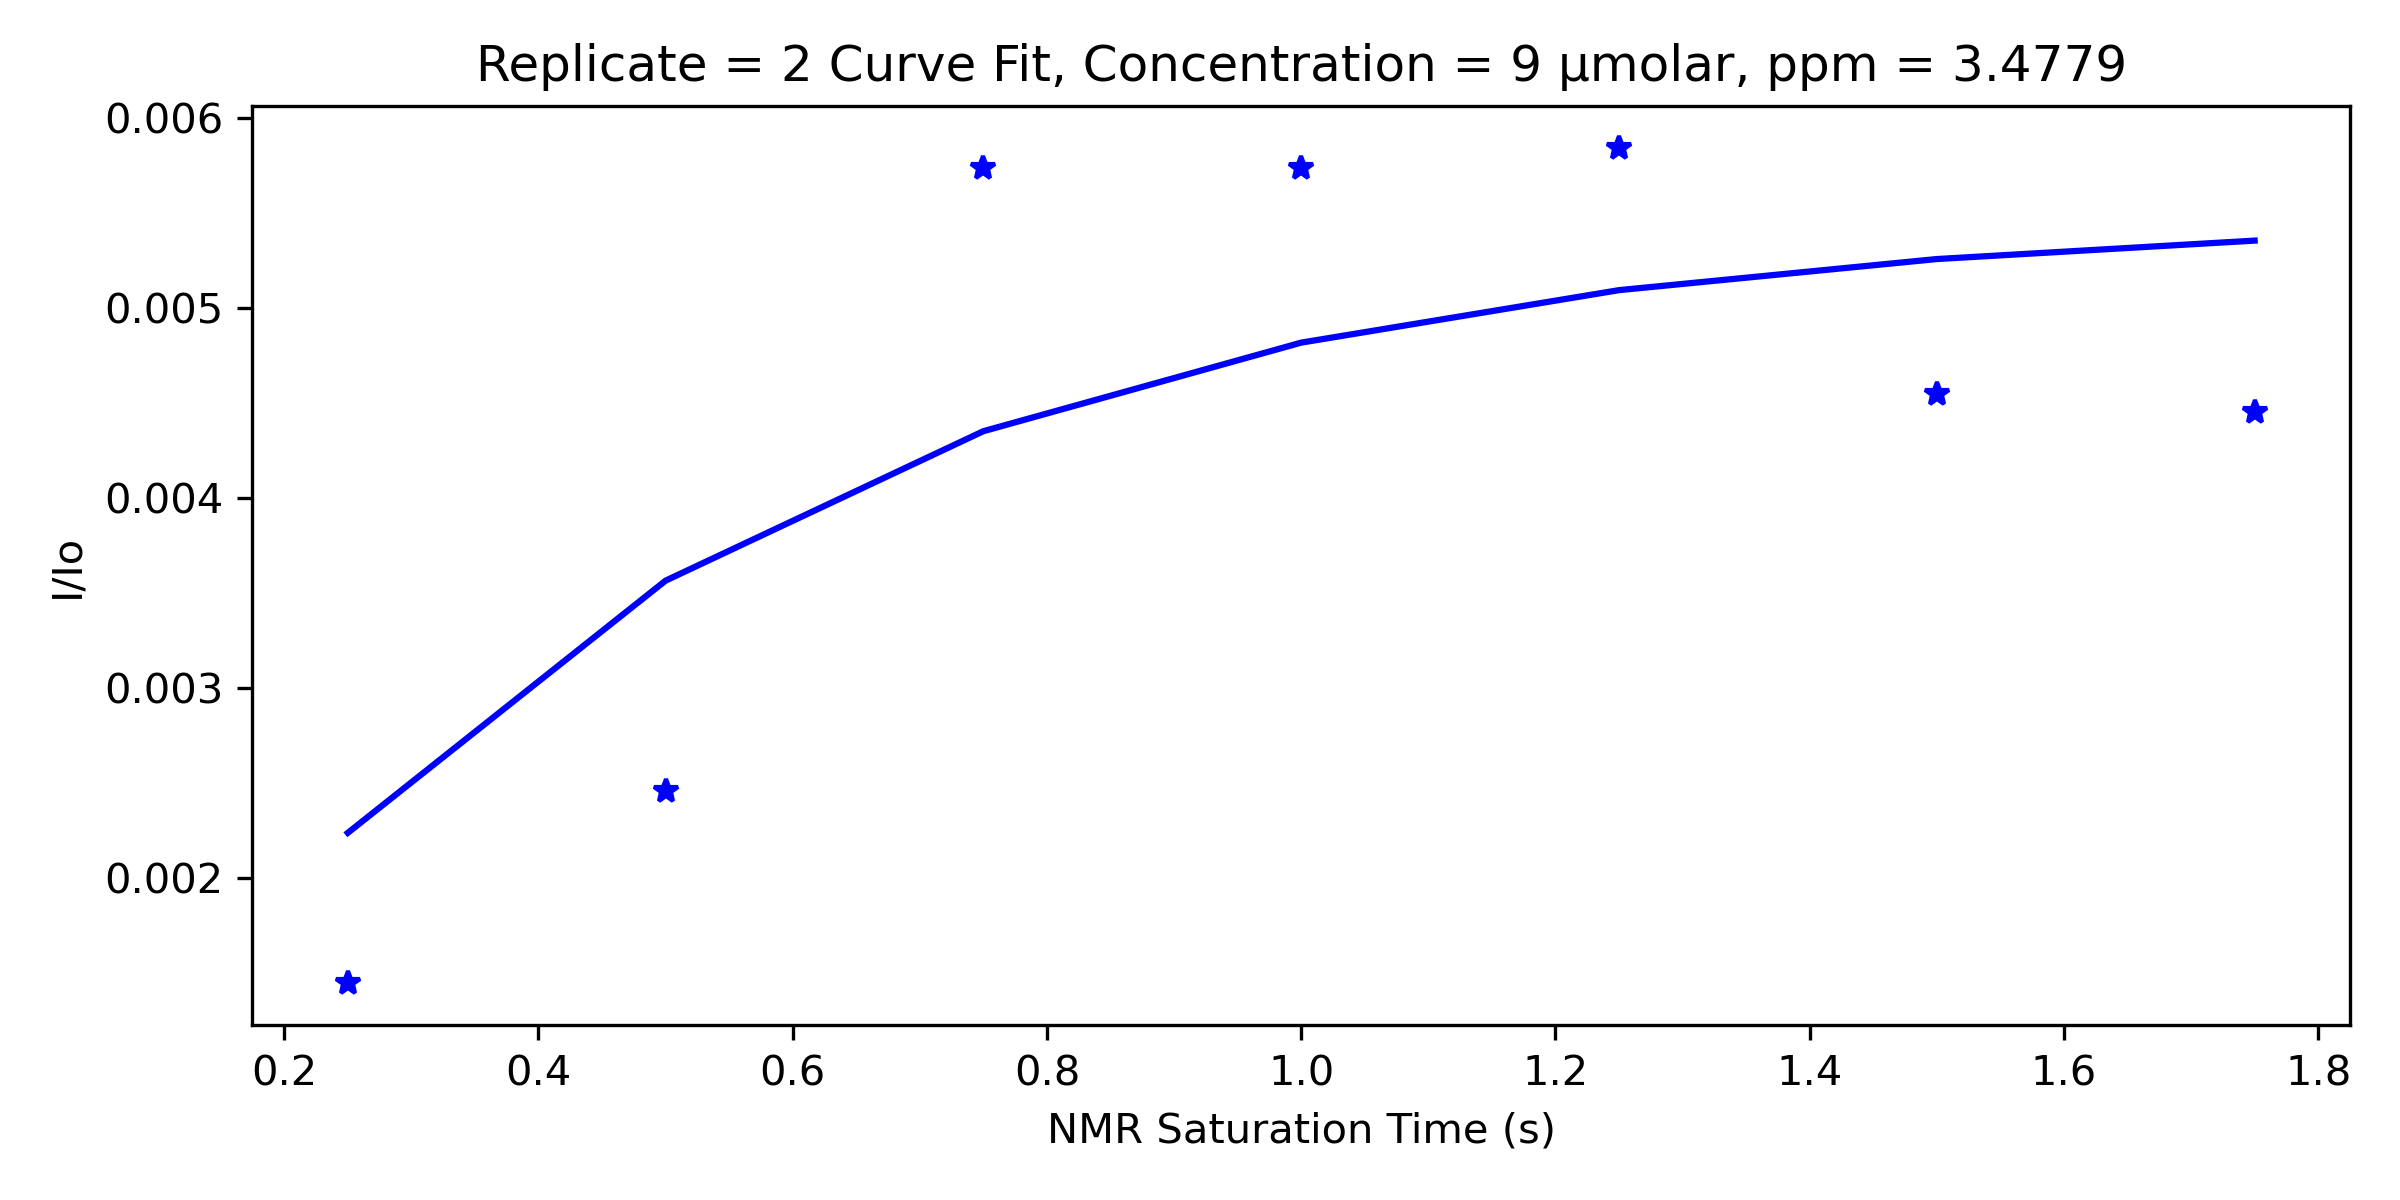 Replicate = 2 Curve Fit, Concentration = 9 µmolar, ppm = 3.4779
0.006
0.005
0.004
0.003
0.002
I/Io
0.2 0.4 0.6 0.8 1.0 1.2 1.4 1.6 1.8
NMR Saturation Time (s)